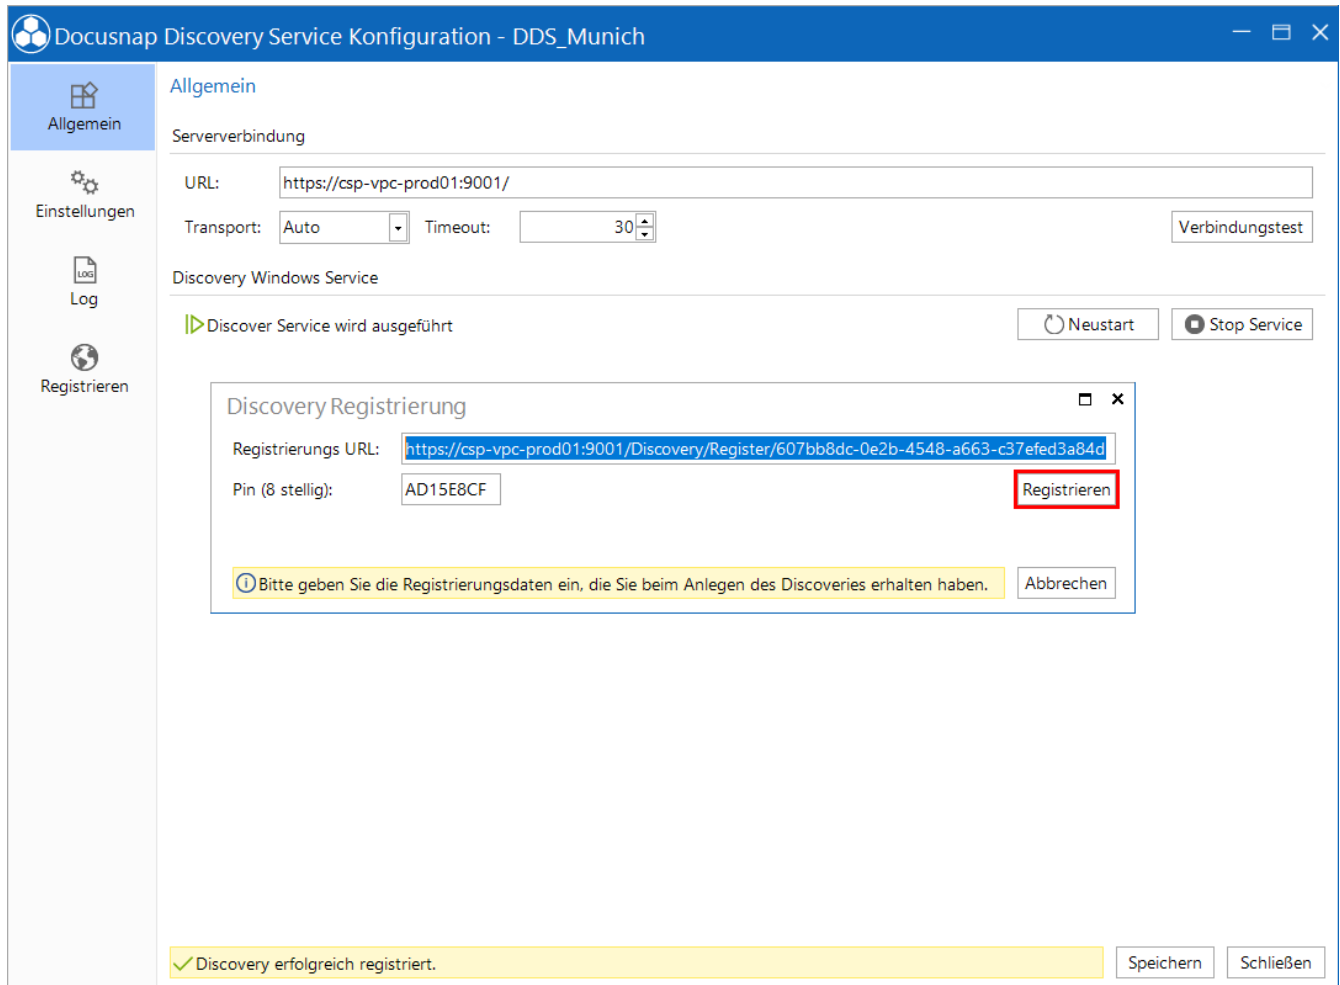 Docusnap Discovery Service Konfiguration - DDS_Munich
Allgemein
Einstellungen
LOG
Log
Registrieren
Allgemein
Serververbindung
URL: https://csp-vpc-prod01:9001/
Transport: Auto Timeout: 30 Verbindungstest
Discovery Windows Service
Discover Service wird ausgeführt Neustart Stop Service
Discovery Registrierung
Registrierungs URL: https://csp-vpc-prod01:9001/Discovery/Register/607bb8dc-0e2b-4548-a663-c37efed3a84d
Pin (8 stellig): AD15E8CF Registrieren
Bitte geben Sie die Registrierungsdaten ein, die Sie beim Anlegen des Discoveries erhalten haben. Abbrechen
Discovery erfolgreich registriert. Speichern Schließen